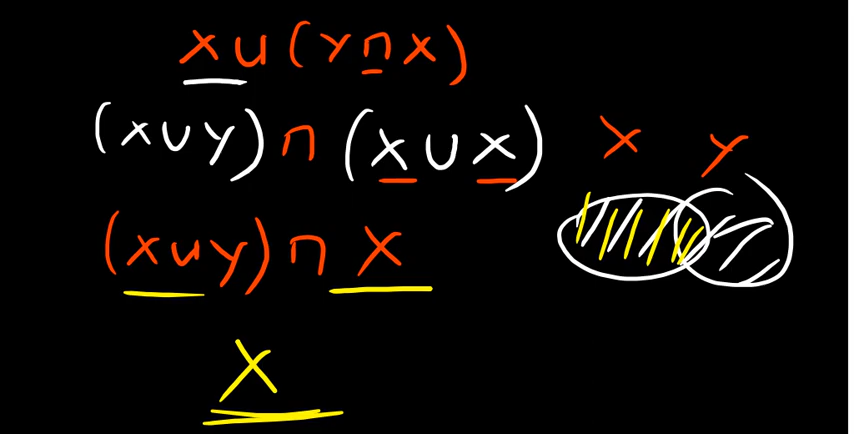 x ∪ (y ∩ x)
(x ∪ y) ∩ (x ∪ x)
x y
(x ∪ y) ∩ x
x